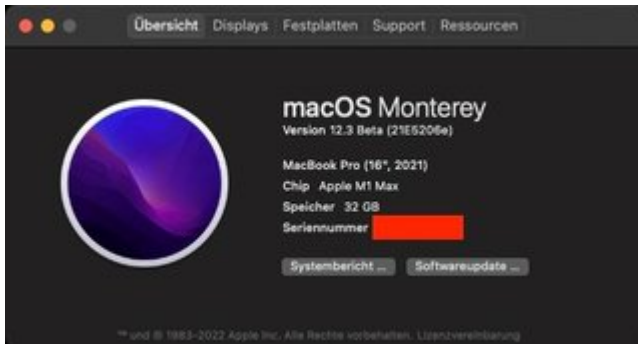 Übersicht Displays Festplatten Support Ressourcen
macOS Monterey
Version 12.3 Beta (21E5206e)
MacBook Pro (16", 2021)
Chip Apple M1 Max
Speicher 32 GB
Seriennummer
Systembericht ... Softwareupdate ...
™ und © 1983-2022 Apple Inc. Alle Rechte vorbehalten. Lizenzvereinbarung